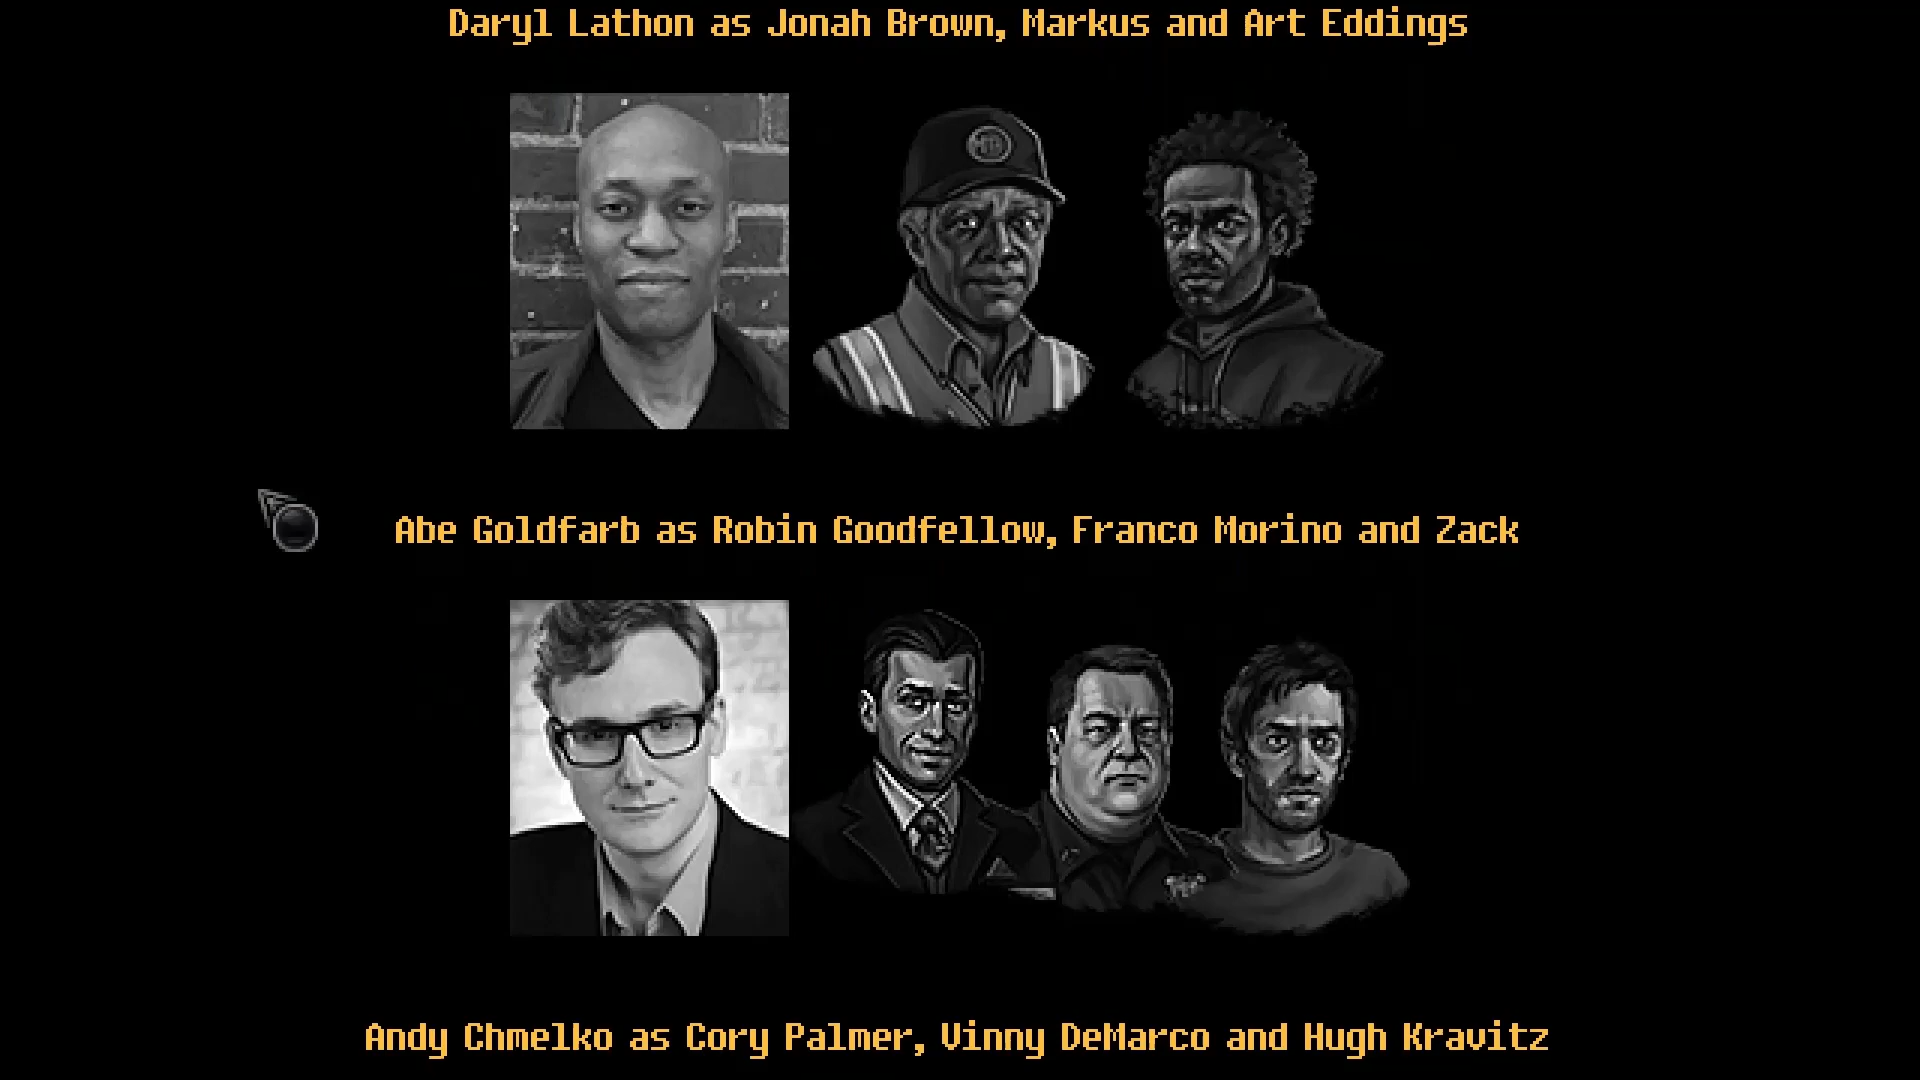 Daryl Lathon as Jonah Brown, Markus and Art Eddings
Abe Goldfarb as Robin Goodfellow, Franco Morino and Zack
Andy Chmelko as Cory Palmer, Vinny DeMarco and Hugh Kravitz